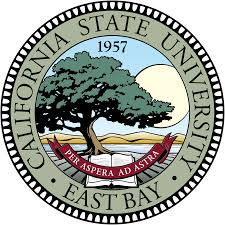 CALIFORNIA STATE UNIVERSITY
1957
PER ASPERA AD ASTRA
· EAST BAY ·